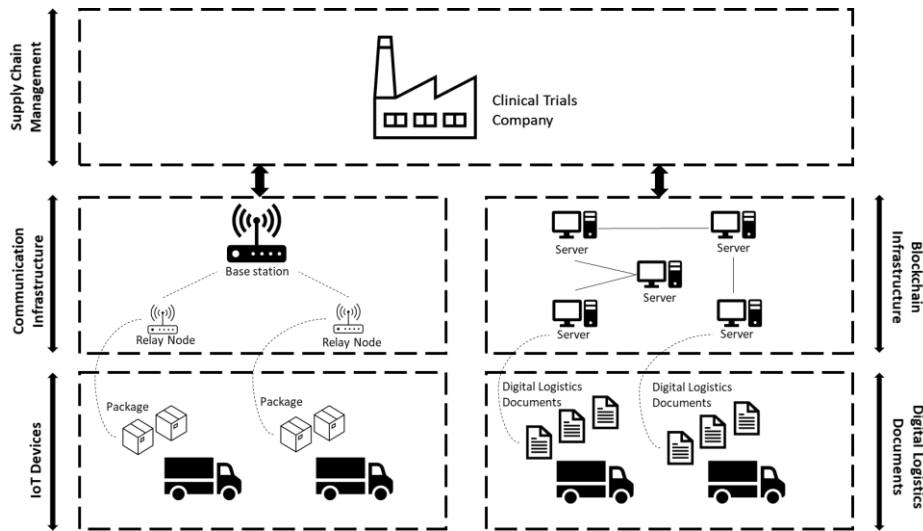 Supply Chain
Management
Clinical Trials
Company
Communication
Infrastructure
Base station
Relay Node
Relay Node
Server
Server
Server
Server
Server
Blockchain
Infrastructure
IoT Devices
Package
Package
Digital Logistics
Documents
Digital Logistics
Documents
Digital Logistics
Documents